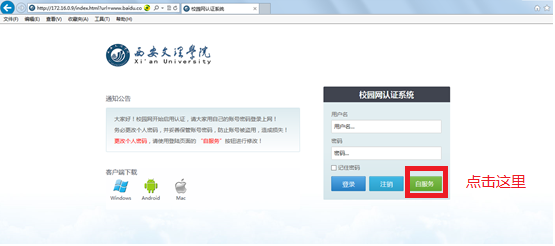 http://172.16.0.9/index.html?url=www.baidu.co
校园网认证系统
文件(F) 编辑(E) 查看(V) 收藏夹(A) 工具(T) 帮助(H)
西安文理學院
Xi'an University
通知公告
大家好！校园网开始启用认证，请大家用自己的账号密码登录上网！
务必更改个人密码，并妥善保管账号密码，防止账号被盗用，造成损失！
更改个人密码，请使用登陆页面的 “自服务” 按钮进行修改！
客户端下载
Windows Android Mac
校园网认证系统
用户名
用户名...
密码
密码...
记住密码
登录 注销 自服务
点击这里